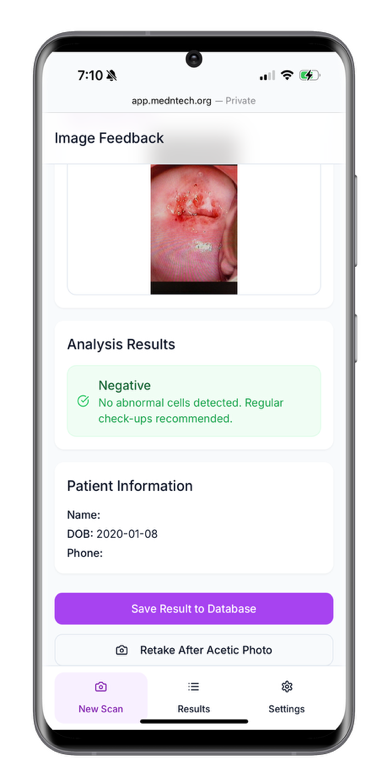 7:10
app.medntech.org — Private
Image Feedback
Analysis Results
Negative
No abnormal cells detected. Regular
check-ups recommended.
Patient Information
Name:
DOB: 2020-01-08
Phone:
Save Result to Database
Retake After Acetic Photo
New Scan
Results
Settings